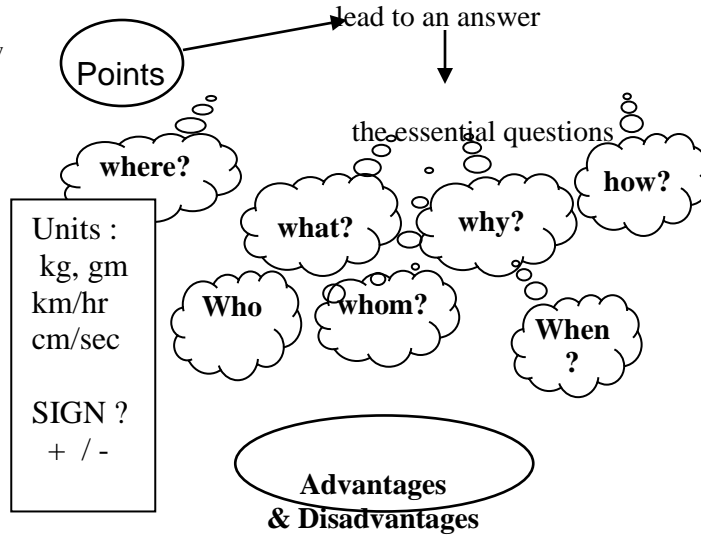 lead to an answer
Points
the essential questions
where?
how?
what?
why?
Units :
kg, gm
km/hr
cm/sec
SIGN ?
+ / -
Who
whom?
When
?
Advantages
& Disadvantages